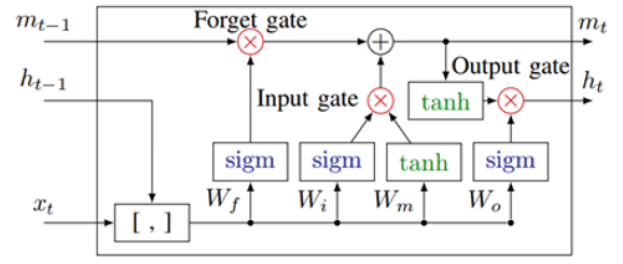 m_{t−1} Forget gate m_t
h_{t−1} Input gate tanh Output gate h_t
sigm sigm tanh sigm
x_t W_f W_i W_m W_o
[ , ]